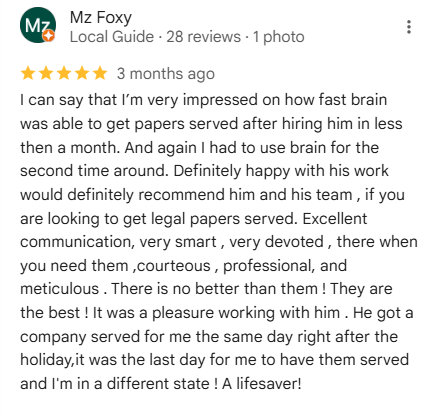 Mz
Mz Foxy
Local Guide · 28 reviews · 1 photo
3 months ago
I can say that I’m very impressed on how fast brain
was able to get papers served after hiring him in less
then a month. And again I had to use brain for the
second time around. Definitely happy with his work
would definitely recommend him and his team , if you
are looking to get legal papers served. Excellent
communication, very smart , very devoted , there when
you need them ,courteous , professional, and
meticulous . There is no better than them ! They are
the best ! It was a pleasure working with him . He got a
company served for me the same day right after the
holiday,it was the last day for me to have them served
and I'm in a different state ! A lifesaver!